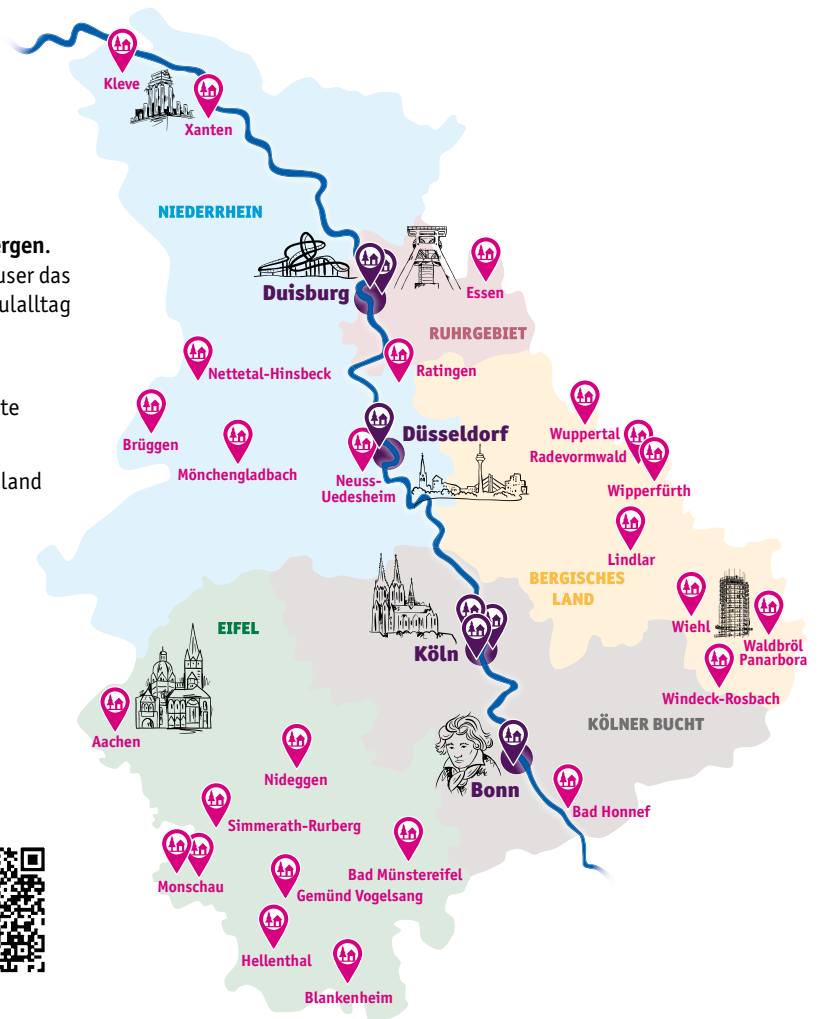 Kleve
Xanten
NIEDERRHEIN
ergen.
user das
Duisburg
Essen
ulalltag
RUHRGEBIET
Nettetal-Hinsbeck
Ratingen
te
Brüggen
Düsseldorf
Wuppertal
Mönchengladbach
Radevormwald
land
Neuss-
Uedesheim
Wipperfürth
Lindlar
BERGISCHES
LAND
EIFEL
Wiehl
Köln
Waldbröl
Panarbora
Windeck-Rosbach
KÖLNER BUCHT
Aachen
Nideggen
Bonn
Bad Honnef
Simmerath-Rurberg
Bad Münstereifel
Monschau
Gemünd Vogelsang
Hellenthal
Blankenheim